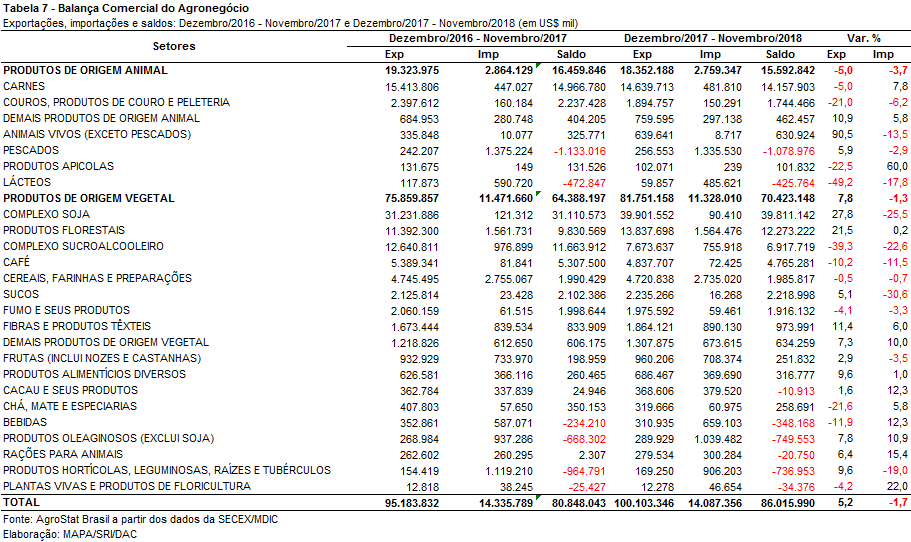 Tabela 7 - Balança Comercial do Agronegócio
Exportações, importações e saldos: Dezembro/2016 - Novembro/2017 e Dezembro/2017 - Novembro/2018 (em US$ mil)
Setores Dezembro/2016 - Novembro/2017 Dezembro/2017 - Novembro/2018 Var. %
Exp Imp Saldo Exp Imp Saldo Exp Imp
PRODUTOS DE ORIGEM ANIMAL 19.323.975 2.864.129 16.459.846 18.352.188 2.759.347 15.592.842 -5,0 -3,7
CARNES 15.413.806 447.027 14.966.780 14.639.713 481.810 14.157.903 -5,0 7,8
COUROS, PRODUTOS DE COURO E PELETERIA 2.397.612 160.184 2.237.428 1.894.757 150.291 1.744.466 -21,0 -6,2
DEMAIS PRODUTOS DE ORIGEM ANIMAL 684.953 280.748 404.205 759.595 297.138 462.457 10,9 5,8
ANIMAIS VIVOS (EXCETO PESCADOS) 335.848 10.077 325.771 639.641 8.717 630.924 90,5 -13,5
PESCADOS 242.207 1.375.224 -1.133.016 256.553 1.335.530 -1.078.976 5,9 -2,9
PRODUTOS APICOLAS 131.675 149 131.526 102.071 239 101.832 -22,5 60,0
LÁCTEOS 117.873 590.720 -472.847 59.857 485.621 -425.764 -49,2 -17,8
PRODUTOS DE ORIGEM VEGETAL 75.859.857 11.471.660 64.388.197 81.751.158 11.328.010 70.423.148 7,8 -1,3
COMPLEXO SOJA 31.231.886 121.312 31.110.573 39.901.552 90.410 39.811.142 27,8 -25,5
PRODUTOS FLORESTAIS 11.392.300 1.561.731 9.830.569 13.837.698 1.564.476 12.273.222 21,5 0,2
COMPLEXO SUCROALCOOLEIRO 12.640.811 976.899 11.663.912 7.673.637 755.918 6.917.719 -39,3 -22,6
CAFÉ 5.389.341 81.841 5.307.500 4.837.707 72.425 4.765.281 -10,2 -11,5
CEREAIS, FARINHAS E PREPARAÇÕES 4.745.495 2.755.067 1.990.429 4.720.838 2.735.020 1.985.817 -0,5 -0,7
SUCOS 2.125.814 23.428 2.102.386 2.235.266 16.268 2.218.998 5,1 -30,6
FUMO E SEUS PRODUTOS 2.060.159 61.515 1.998.644 1.975.592 59.461 1.916.132 -4,1 -3,3
FIBRAS E PRODUTOS TÊXTEIS 1.673.444 839.534 833.909 1.864.121 890.130 973.991 11,4 6,0
DEMAIS PRODUTOS DE ORIGEM VEGETAL 1.218.826 612.650 606.175 1.307.875 673.615 634.259 7,3 10,0
FRUTAS (INCLUI NOZES E CASTANHAS) 932.929 733.970 198.959 960.206 708.374 251.832 2,9 -3,5
PRODUTOS ALIMENTÍCIOS DIVERSOS 626.581 366.116 260.465 686.467 369.690 316.777 9,6 1,0
CACAU E SEUS PRODUTOS 362.784 337.839 24.946 368.606 379.520 -10.913 1,6 12,3
CHÁ, MATE E ESPECIARIAS 407.803 57.650 350.153 319.666 60.975 258.691 -21,6 5,8
BEBIDAS 352.861 587.071 -234.210 310.935 659.103 -348.168 -11,9 12,3
PRODUTOS OLEAGINOSOS (EXCLUI SOJA) 268.984 937.286 -668.302 289.929 1.039.482 -749.553 7,8 10,9
RAÇÕES PARA ANIMAIS 262.602 260.295 2.307 279.534 300.284 -20.750 6,4 15,4
PRODUTOS HORTÍCOLAS, LEGUMINOSAS, RAÍZES E TUBÉRCULOS 154.419 1.119.210 -964.791 169.250 906.203 -736.953 9,6 -19,0
PLANTAS VIVAS E PRODUTOS DE FLORICULTURA 12.818 38.245 -25.427 12.278 46.654 -34.376 -4,2 22,0
TOTAL 95.183.832 14.335.789 80.848.043 100.103.346 14.087.356 86.015.990 5,2 -1,7
Fonte: AgroStat Brasil a partir dos dados da SECEX/MDIC
Elaboração: MAPA/SRI/DAC